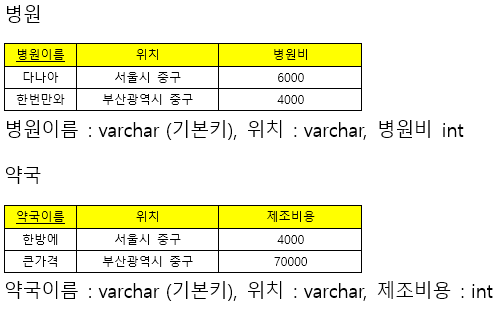 병원
병원이름 위치 병원비
다나아 서울시 중구 6000
한번만와 부산광역시 중구 4000
병원이름 : varchar (기본키), 위치 : varchar, 병원비 int
약국
약국이름 위치 제조비용
한방에 서울시 중구 4000
큰가격 부산광역시 중구 70000
약국이름 : varchar (기본키), 위치 : varchar, 제조비용 : int